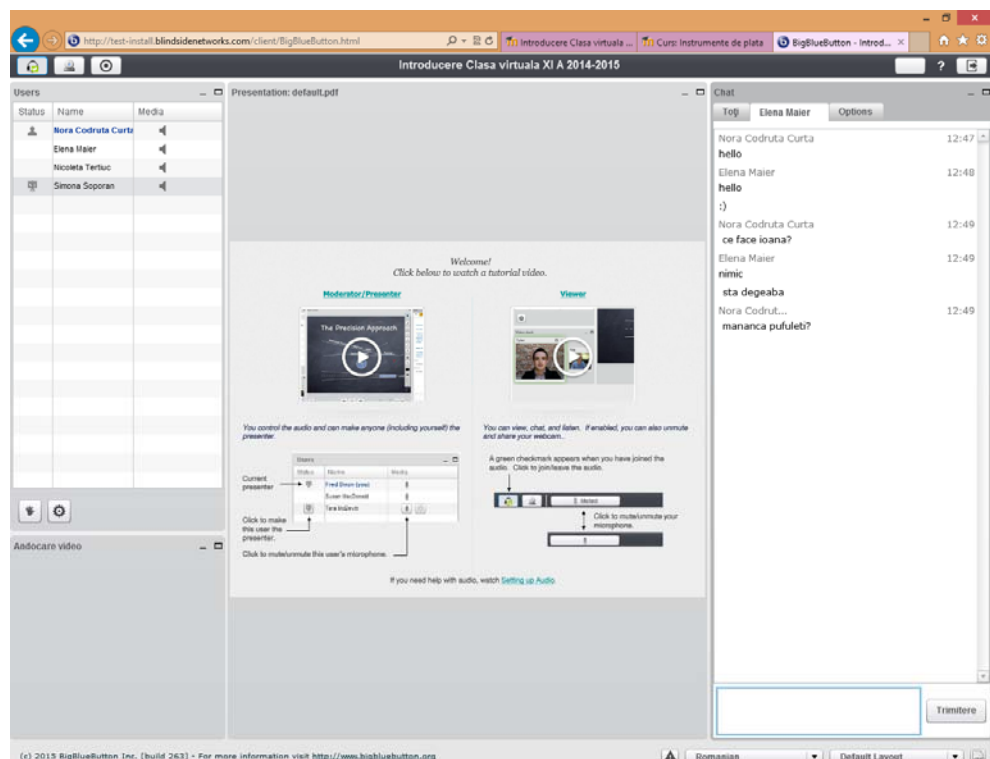 http://test-install.blindsidenetworks.com/client/BigBlueButton.html
Introducere Clasa virtuala ...
Curs: Instrumente de plata
BigBlueButton - Introd...
Introducere Clasa virtuala XI A 2014-2015
?
Users
Status Name Media
Nora Codruta Curta
Elena Maier
Nicoleta Tertiuc
Simona Soporan
Andocare video
Presentation: default.pdf
Welcome!
Click below to watch a tutorial video.
Moderator/Presenter
The Precision Approach
You control the audio and can make anyone (including yourself) the
presenter.
Users
Status Name Media
Current
presenter
Fred Dixon (you)
Click to make
this user the
presenter.
Click to mute/unmute this user's microphone.
Viewer
You can view, chat, and listen. If enabled, you can also unmute
and share your webcam.
A green checkmark appears when you have joined the
audio. Click to join/leave the audio.
Muted
Click to mute/unmute your
microphone.
If you need help with audio, watch Setting up Audio
Chat
Toți Elena Maier Options
Nora Codruta Curta 12:47
hello
Elena Maier 12:48
hello
:)
Nora Codruta Curta 12:49
ce face ioana?
Elena Maier 12:49
nimic
sta degeaba
Nora Codrut... 12:49
mananca pufuleti?
Trimitere
(c) 2015 BigBlueButton Inc. [build 263] - For more information visit http://www.bigbluebutton.org
Romanian
Default Layout